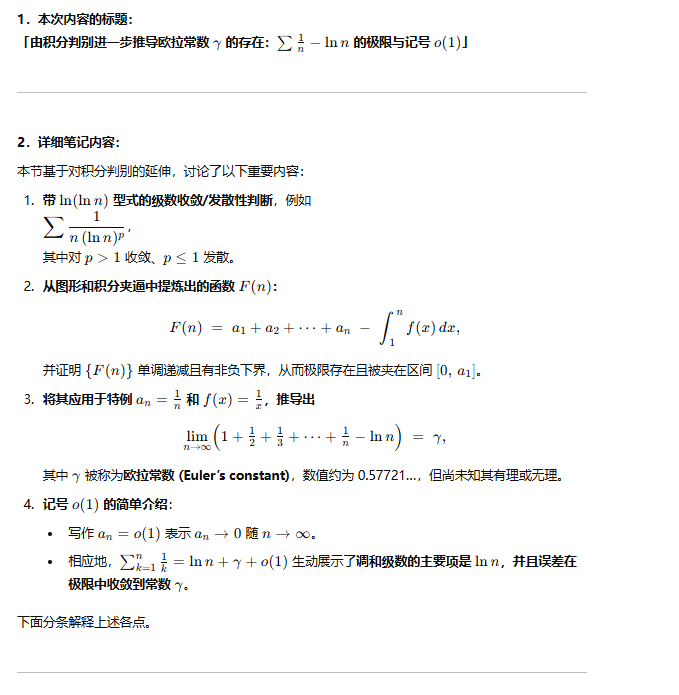 1. 本次内容的标题:
「由积分判别进一步推导欧拉常数 γ 的存在: ∑ 1/n − ln n 的极限与记号 o(1)」
2. 详细笔记内容:
本节基于对积分判别的延伸,讨论了以下重要内容:
1. 带 ln(ln n) 型式的级数收敛/发散性判断,例如
∑ 1/(n (ln n)^p),
其中对 p > 1 收敛、p ≤ 1 发散。
2. 从图形和积分夹逼中提炼出的函数 F(n):
F(n) = a₁ + a₂ + ⋯ + aₙ − ∫₁ⁿ f(x) dx,
并证明 {F(n)} 单调递减且有非负下界,从而极限存在且被夹在区间 [0, a₁]。
3. 将其应用于特例 aₙ = 1/n 和 f(x) = 1/x,推导出
lim_{n→∞} (1 + 1/2 + 1/3 + ⋯ + 1/n − ln n) = γ,
其中 γ 被称为欧拉常数 (Euler's constant),数值约为 0.57721...,但尚未知其有理或无理。
4. 记号 o(1) 的简单介绍:
• 写作 aₙ = o(1) 表示 aₙ → 0 随 n → ∞。
• 相应地,∑_{k=1}^{n} 1/k = ln n + γ + o(1) 生动展示了调和级数的主要项是 ln n,并且误差在
极限中收敛到常数 γ。
下面分条解释上述各点。